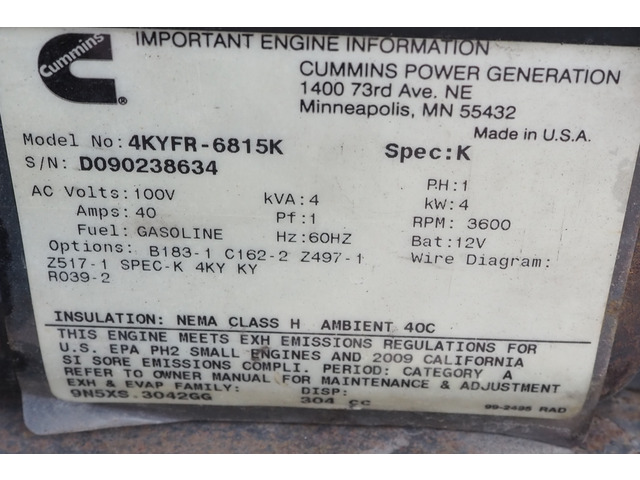 Cummins
IMPORTANT ENGINE INFORMATION
CUMMINS POWER GENERATION
1400 73rd Ave. NE
Minneapolis, MN 55432
Made in U.S.A.
Model No: 4KYFR-6815K Spec:K
S/N: D090238634
AC Volts:100V kVA:4 PH:1
Amps: 40 Pf:1 kW:4
Fuel: GASOLINE Hz:60HZ RPM: 3600
Options: B183-1 C162-2 Z497-1 Bat:12V
Z517-1 SPEC-K 4KY KY Wire Diagram:
R039-2
INSULATION: NEMA CLASS H AMBIENT 40C
THIS ENGINE MEETS EXH EMISSIONS REGULATIONS FOR
U.S. EPA PH2 SMALL ENGINES AND 2009 CALIFORNIA
SI SORE EMISSIONS COMPLI. PERIOD: CATEGORY A
REFER TO OWNER MANUAL FOR MAINTENANCE & ADJUSTMENT
EXH & EVAP FAMILY: DISP:
9N5XS.3042GG 304 cc
99-2495 RAD